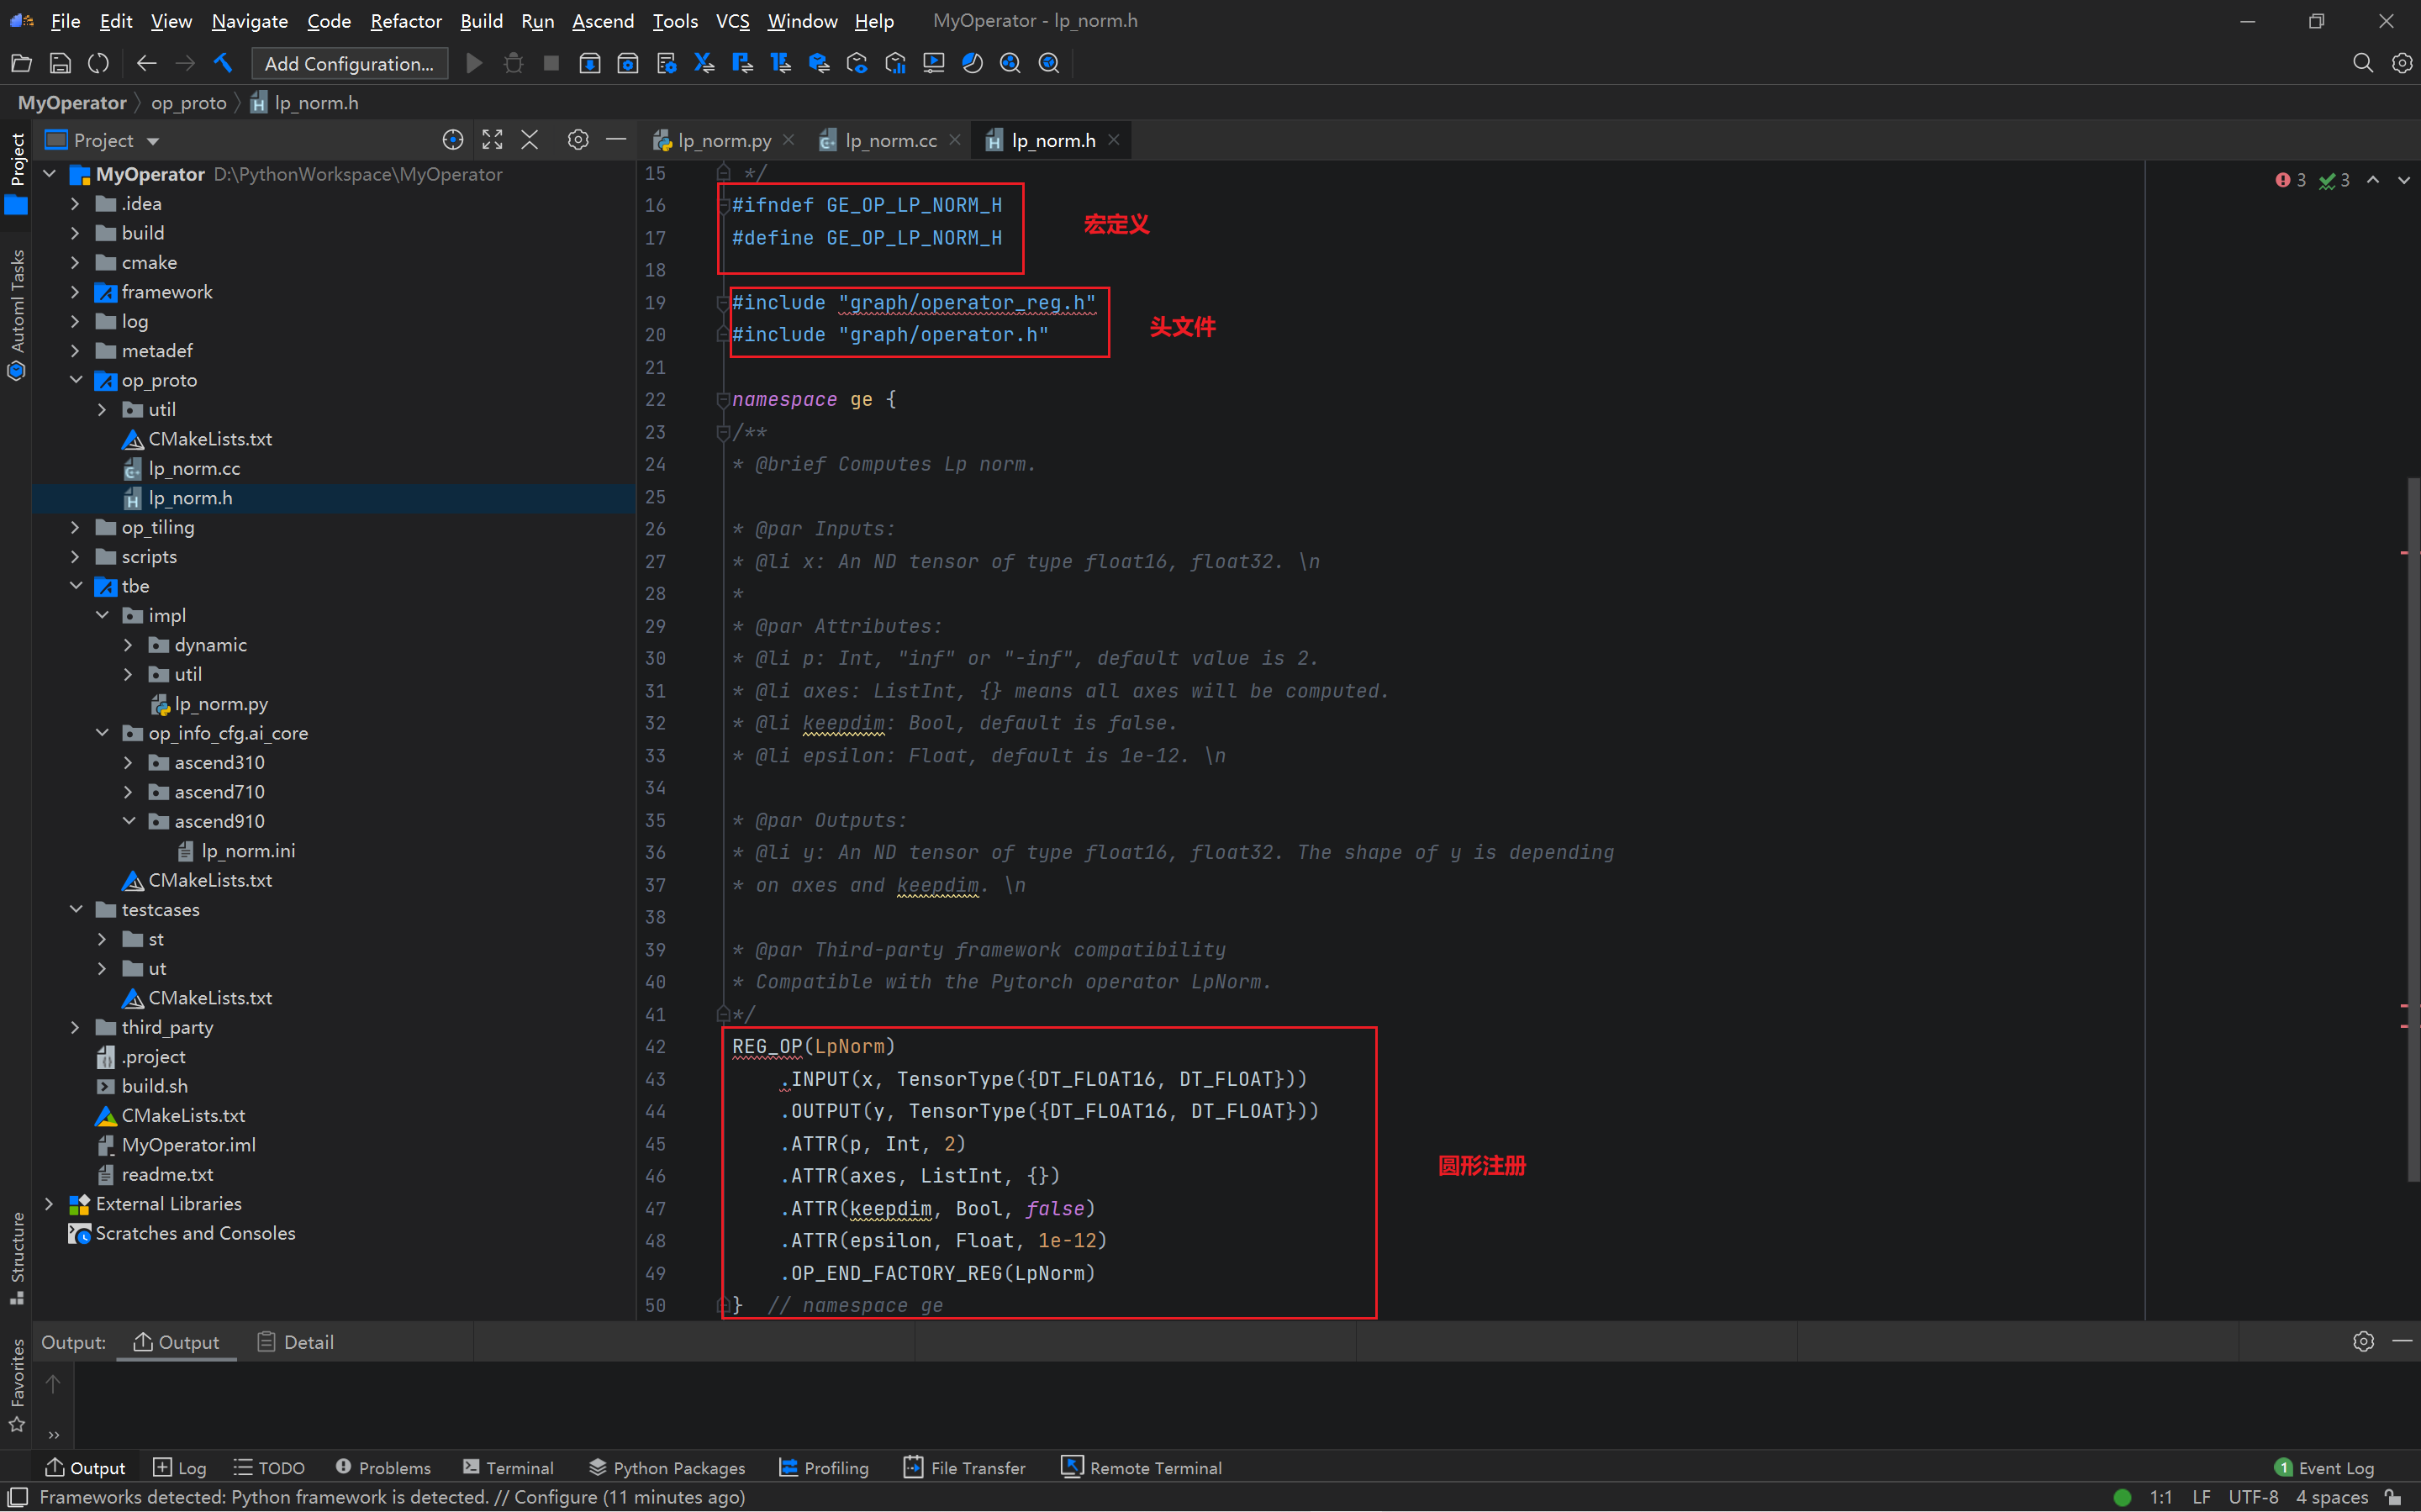 File Edit View Navigate Code Refactor Build Run Ascend Tools VCS Window Help MyOperator - lp_norm.h
Add Configuration...
MyOperator op_proto lp_norm.h
Project
Automl Tasks
Structure
Favorites
Project
MyOperator D:\PythonWorkspace\MyOperator
.idea
build
cmake
framework
log
metadef
op_proto
util
CMakeLists.txt
lp_norm.cc
lp_norm.h
op_tiling
scripts
tbe
impl
dynamic
util
lp_norm.py
op_info_cfg.ai_core
ascend310
ascend710
ascend910
lp_norm.ini
CMakeLists.txt
testcases
st
ut
CMakeLists.txt
third_party
.project
build.sh
CMakeLists.txt
MyOperator.iml
readme.txt
External Libraries
Scratches and Consoles
lp_norm.py lp_norm.cc lp_norm.h
3 3
15 */
16 #ifndef GE_OP_LP_NORM_H
17 #define GE_OP_LP_NORM_H
宏定义
18
19 #include "graph/operator_reg.h"
20 #include "graph/operator.h"
头文件
21
22 namespace ge {
23 /**
24 * @brief Computes Lp norm.
25
26 * @par Inputs:
27 * @li x: An ND tensor of type float16, float32. \n
28 *
29 * @par Attributes:
30 * @li p: Int, "inf" or "-inf", default value is 2.
31 * @li axes: ListInt, {} means all axes will be computed.
32 * @li keepdim: Bool, default is false.
33 * @li epsilon: Float, default is 1e-12. \n
34
35 * @par Outputs:
36 * @li y: An ND tensor of type float16, float32. The shape of y is depending
37 * on axes and keepdim. \n
38
39 * @par Third-party framework compatibility
40 * Compatible with the Pytorch operator LpNorm.
41 */
42 REG_OP(LpNorm)
43 .INPUT(x, TensorType({DT_FLOAT16, DT_FLOAT}))
44 .OUTPUT(y, TensorType({DT_FLOAT16, DT_FLOAT}))
45 .ATTR(p, Int, 2)
46 .ATTR(axes, ListInt, {})
圆形注册
47 .ATTR(keepdim, Bool, false)
48 .ATTR(epsilon, Float, 1e-12)
49 .OP_END_FACTORY_REG(LpNorm)
50 } // namespace ge
Output: Output Detail
Output Log TODO Problems Terminal Python Packages Profiling File Transfer Remote Terminal 1 Event Log
Frameworks detected: Python framework is detected. // Configure (11 minutes ago) 1:1 LF UTF-8 4 spaces